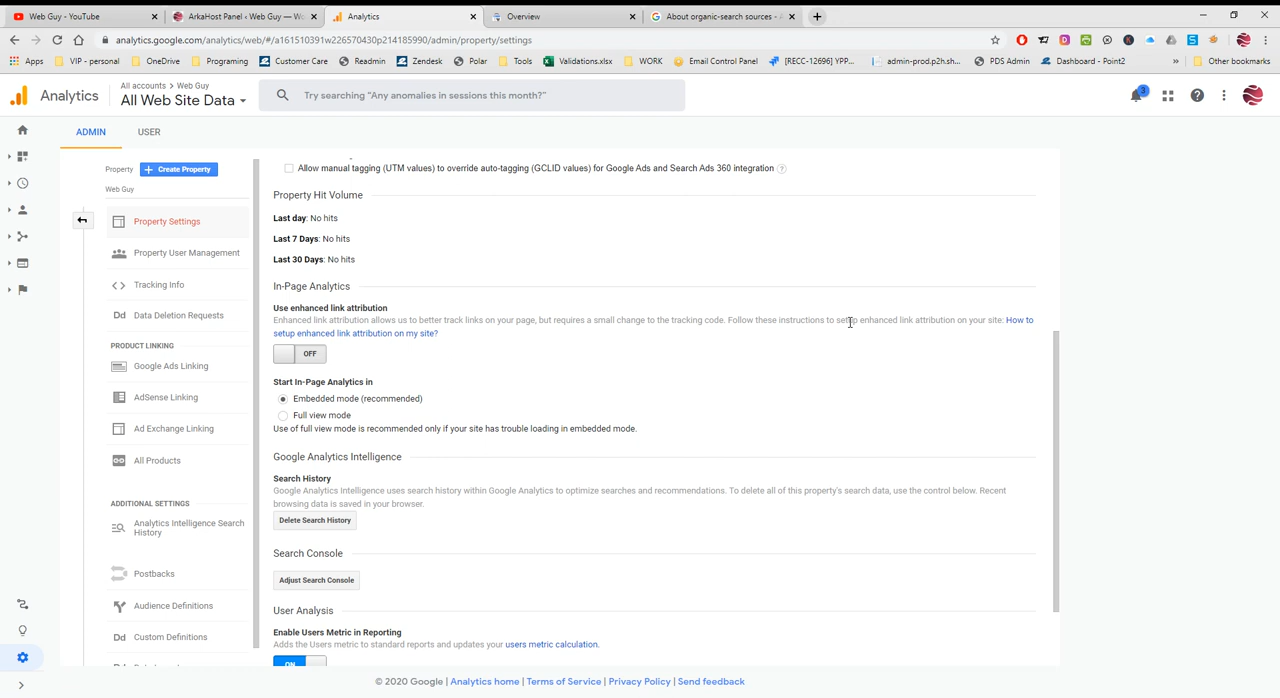 Web Guy - YouTube
ArkaHost Panel ‹ Web Guy — Wo
Analytics
Overview
About organic-search sources - A
analytics.google.com/analytics/web/#/a161510391w226570430p214185990/admin/property/settings
Apps VIP - personal OneDrive Programing Customer Care Readmin Zendesk Polar Tools Validations.xlsx WORK Email Control Panel [RECC-12696] YPP... admin-prod.p2h.sh... PDS Admin Dashboard - Point2 » Other bookmarks
Analytics
All accounts > Web Guy
All Web Site Data
Try searching "Any anomalies in sessions this month?"
3
ADMIN USER
Property + Create Property
Web Guy
Property Settings
Property User Management
Tracking Info
Dd Data Deletion Requests
PRODUCT LINKING
Google Ads Linking
AdSense Linking
Ad Exchange Linking
All Products
ADDITIONAL SETTINGS
Analytics Intelligence Search
History
Postbacks
Audience Definitions
Dd Custom Definitions
Allow manual tagging (UTM values) to override auto-tagging (GCLID values) for Google Ads and Search Ads 360 integration ?
Property Hit Volume
Last day: No hits
Last 7 Days: No hits
Last 30 Days: No hits
In-Page Analytics
Use enhanced link attribution
Enhanced link attribution allows us to better track links on your page, but requires a small change to the tracking code. Follow these instructions to setup enhanced link attribution on your site: How to
setup enhanced link attribution on my site?
OFF
Start In-Page Analytics in
Embedded mode (recommended)
Full view mode
Use of full view mode is recommended only if your site has trouble loading in embedded mode.
Google Analytics Intelligence
Search History
Google Analytics Intelligence uses search history within Google Analytics to optimize searches and recommendations. To delete all of this property's search data, use the control below. Recent
browsing data is saved in your browser.
Delete Search History
Search Console
Adjust Search Console
User Analysis
Enable Users Metric in Reporting
Adds the Users metric to standard reports and updates your users metric calculation.
ON
© 2020 Google | Analytics home | Terms of Service | Privacy Policy | Send feedback